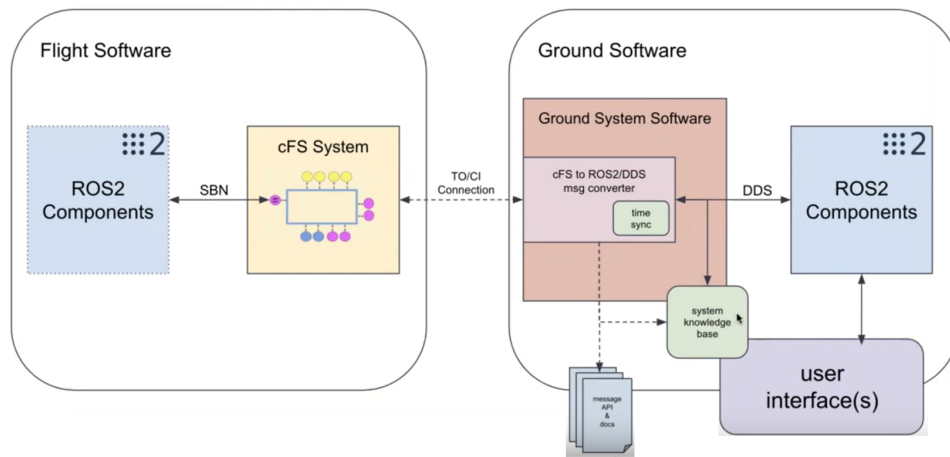 Flight Software
2
ROS2
Components
SBN
cFS System
TO/CI
Connection
Ground Software
Ground System Software
cFS to ROS2/DDS
msg converter
time
sync
DDS
2
ROS2
Components
system
knowledge
base
message
API
&
docs
user
interface(s)